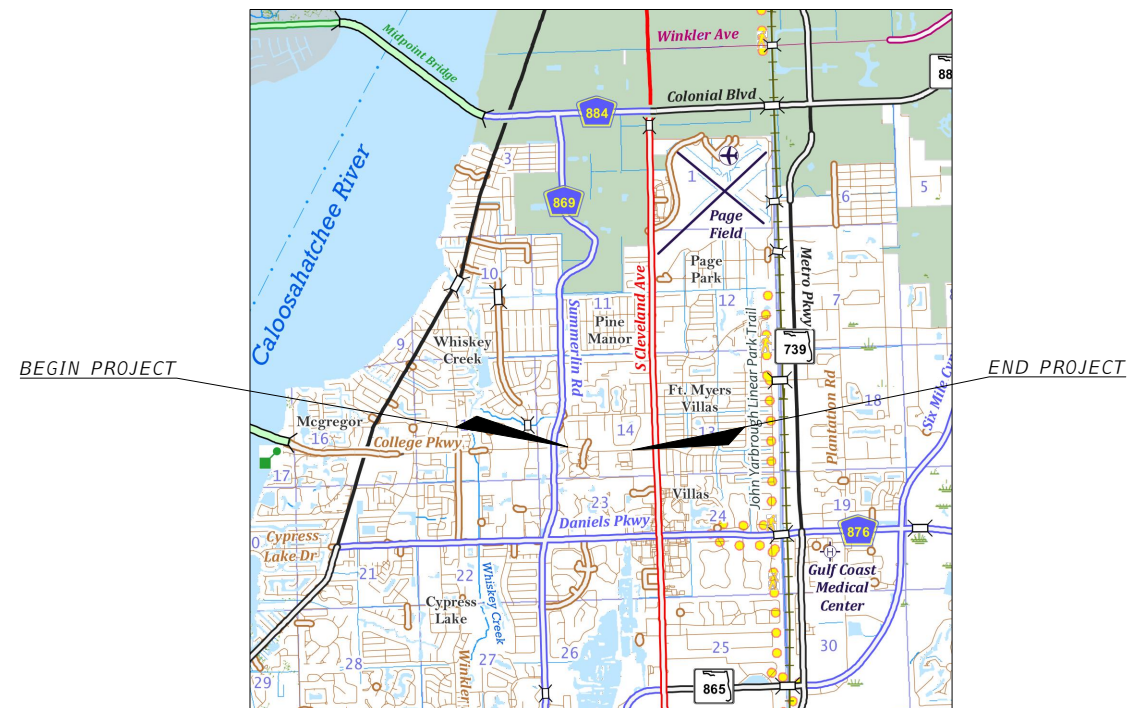 Winkler Ave
Midpoint Bridge
88
Colonial Blvd
884
3
1
5
6
869
Page
Field
Caloosahatchee River
Page
Park
10
11
12
7
Metro Pkwy
S Cleveland Ave
Summerlin Rd
Pine
Manor
9
Whiskey
Creek
739
John Yarbrough Linear Park Trail
BEGIN PROJECT
END PROJECT
Ft. Myers
Villas
Plantation Rd
18
Six Mile Cy
Mcgregor
16
College Pkwy
14
13
17
Villas
23
24
19
Daniels Pkwy
876
0
Cypress
Lake Dr
21
22
Whiskey Creek
Gulf Coast
Medical
Center
Cypress
Lake
28
27
26
25
30
Winkler
29
865
H